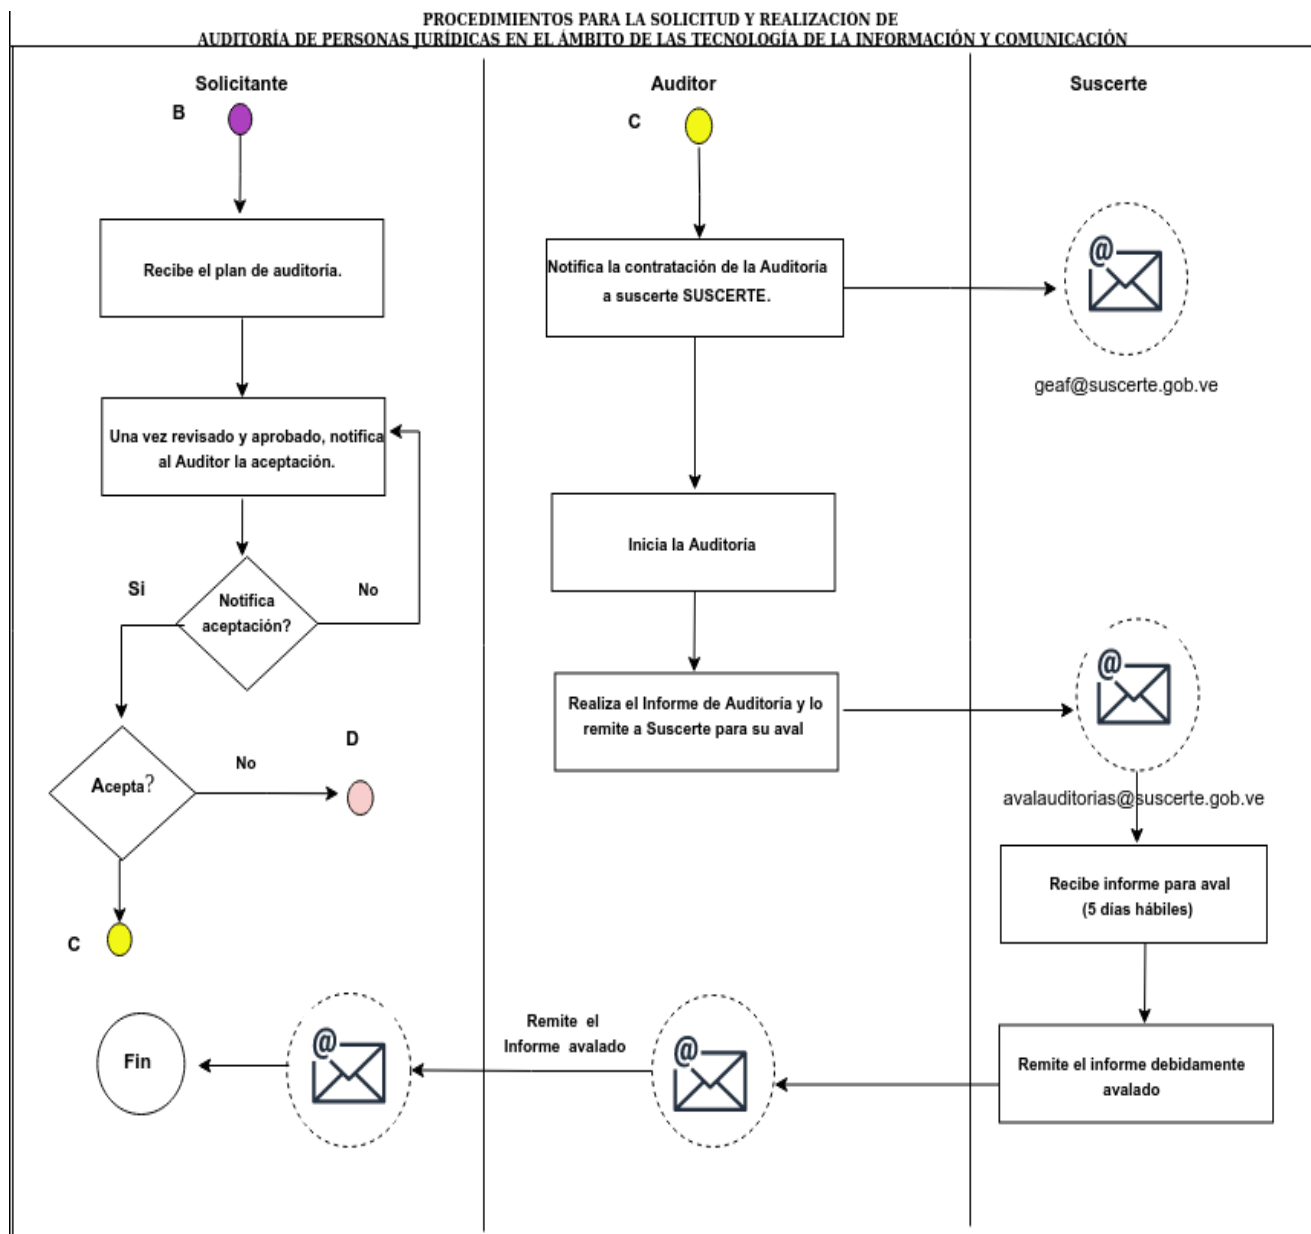 PROCEDIMIENTOS PARA LA SOLICITUD Y REALIZACIÓN DE
AUDITORÍA DE PERSONAS JURÍDICAS EN EL ÁMBITO DE LAS TECNOLOGÍA DE LA INFORMACIÓN Y COMUNICACIÓN
Solicitante
B
Recibe el plan de auditoría.
Una vez revisado y aprobado, notifica
al Auditor la aceptación.
Si
No
Notifica
aceptación?
Acepta?
No
D
C
Fin
Auditor
C
Notifica la contratación de la Auditoría
a suscerte SUSCERTE.
Inicia la Auditoría
Realiza el Informe de Auditoría y lo
remite a Suscerte para su aval
Remite el
Informe avalado
@
@
Suscerte
@
geaf@suscerte.gob.ve
@
avalauditorias@suscerte.gob.ve
Recibe informe para aval
(5 días hábiles)
Remite el informe debidamente
avalado